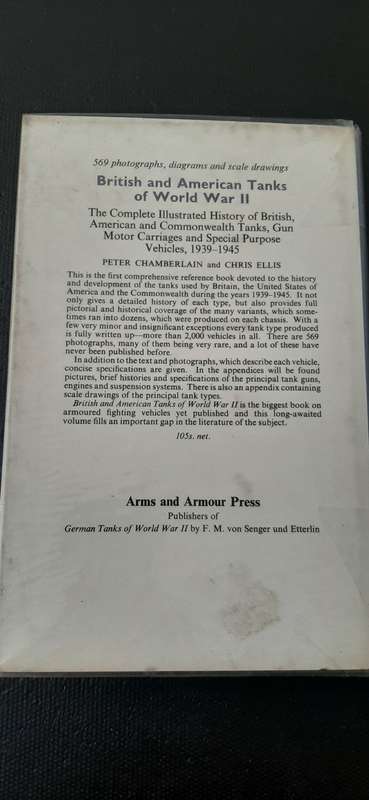 569 photographs, diagrams and scale drawings
British and American Tanks
of World War II
The Complete Illustrated History of British,
American and Commonwealth Tanks, Gun
Motor Carriages and Special Purpose
Vehicles, 1939–1945
PETER CHAMBERLAIN and CHRIS ELLIS
This is the first comprehensive reference book devoted to the history
and development of the tanks used by Britain, the United States of
America and the Commonwealth during the years 1939–1945. It not
only gives a detailed history of each type, but also provides full
pictorial and historical coverage of the many variants, which some-
times ran into dozens, which were produced on each chassis. With a
few very minor and insignificant exceptions every tank type produced
is fully written up—more than 2,000 vehicles in all. There are 569
photographs, many of them being very rare, and a lot of these have
never been published before.
In addition to the text and photographs, which describe each vehicle,
concise specifications are given. In the appendices will be found
pictures, brief histories and specifications of the principal tank guns,
engines and suspension systems. There is also an appendix containing
scale drawings of the principal tank types.
British and American Tanks of World War II is the biggest book on
armoured fighting vehicles yet published and this long-awaited
volume fills an important gap in the literature of the subject.
105s. net.
Arms and Armour Press
Publishers of
German Tanks of World War II by F. M. von Senger und Etterlin